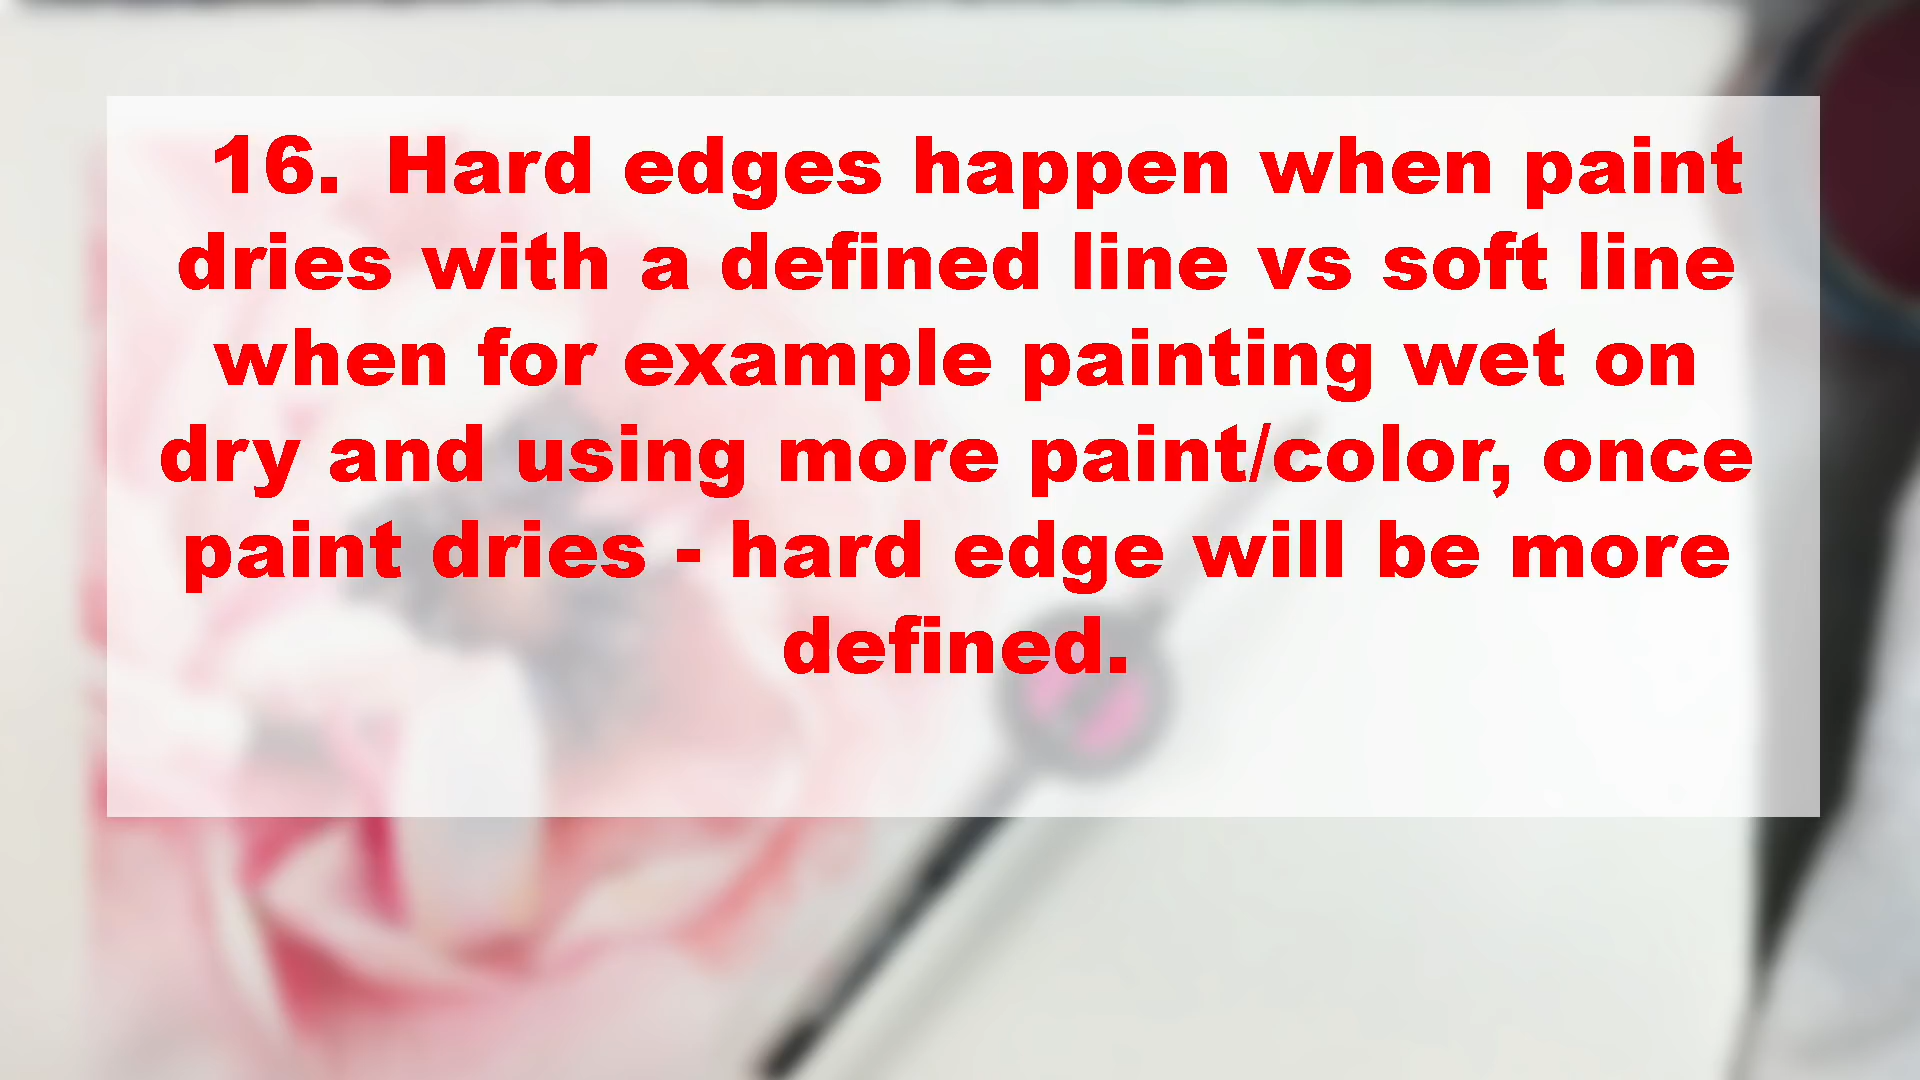 16. Hard edges happen when paint
dries with a defined line vs soft line
when for example painting wet on
dry and using more paint/color, once
paint dries - hard edge will be more
defined.